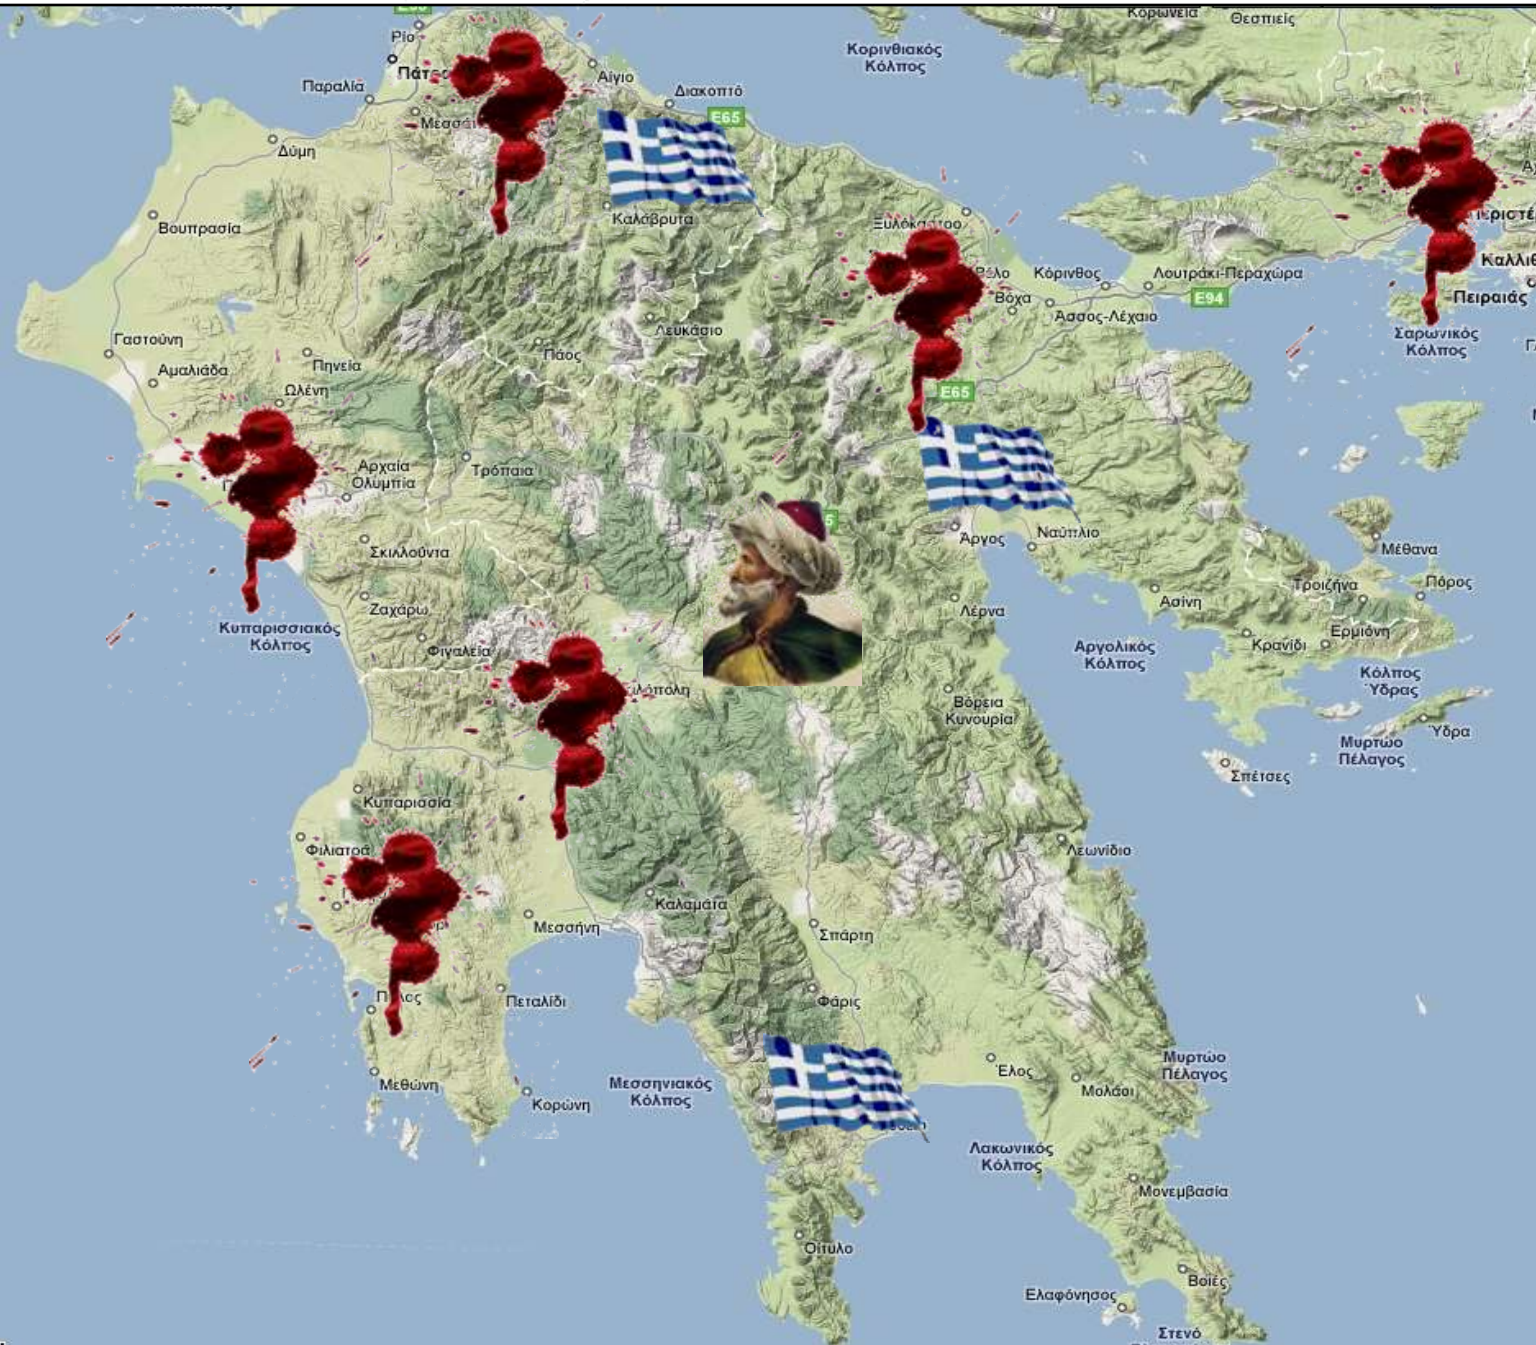 Κορώνεια
Θεσπιείς
Ρίο
Κορινθιακός
Κόλπος
Αίγιο
Παραλία
Διακοπτό
E65
Δύμη
Καλάβρυτα
Βουπρασία
Καλλιθ
Κόρινθος
Λουτράκι-Περαχώρα
Βόχα
E94
Πειραιάς
Άσσος-Λέχαιο
Λευκάσιο
Σαρωνικός
Κόλπος
Γαστούνη
Πάος
Πηνεία
Αμαλιάδα
Ωλένη
E65
Αρχαία
Ολυμπία
Τρόπαια
Άργος
Ναύπλιο
Σκιλλούντα
Μέθανα
Τροιζήνα
Πόρος
Ζαχάρω
Λέρνα
Ασίνη
Κυπαρισσιακός
Κόλπος
Φιγαλεία
Αργολικός
Κόλπος
Κρανίδι
Ερμιόνη
Κόλπος
Ύδρας
Βόρεια
Κυνουρία
Ύδρα
Μυρτώο
Πέλαγος
Σπέτσες
Κυπαρισσία
Φιλιατρά
Λεωνίδιο
Καλαμάτα
Μεσσήνη
Σπάρτη
Πεταλίδι
Φάρις
Μεθώνη
Κορώνη
Μεσσηνιακός
Κόλπος
Έλος
Μολάοι
Μυρτώο
Πέλαγος
Λακωνικός
Κόλπος
Μονεμβασία
Οίτυλο
Βοιές
Ελαφόνησος
Στενό